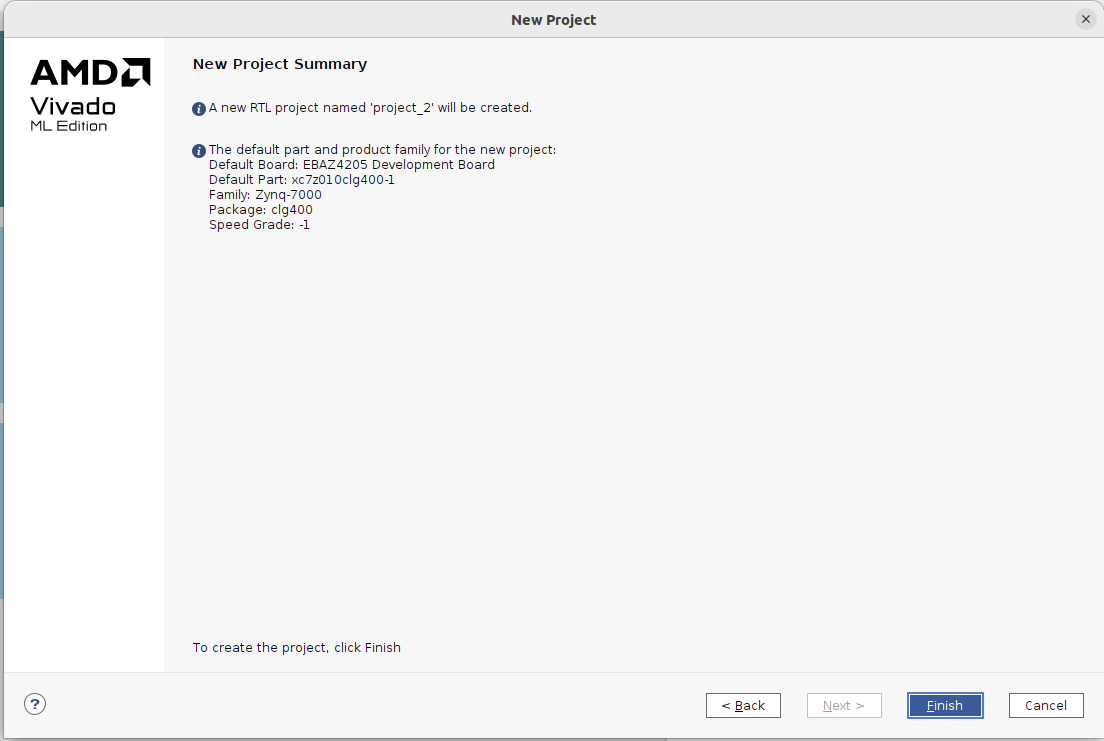 New Project
AMD
Vivado
ML Edition
New Project Summary
A new RTL project named 'project_2' will be created.
The default part and product family for the new project:
Default Board: EBAZ4205 Development Board
Default Part: xc7z010clg400-1
Family: Zynq-7000
Package: clg400
Speed Grade: -1
To create the project, click Finish
?
< Back
Next >
Finish
Cancel